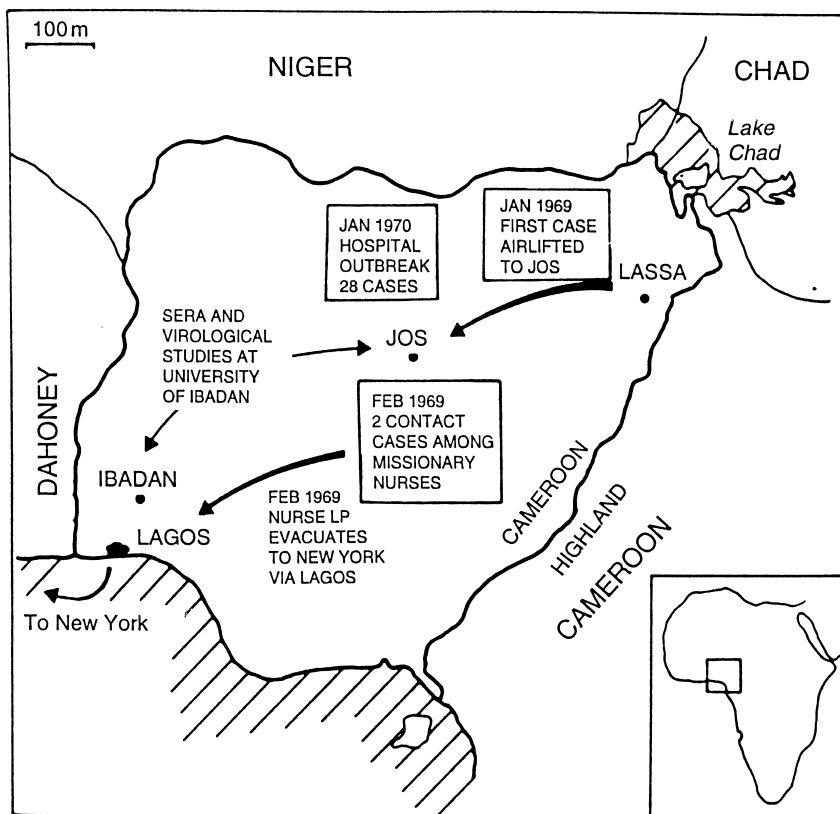 100 m
NIGER
CHAD
Lake
Chad
JAN 1970
HOSPITAL
OUTBREAK
28 CASES
JAN 1969
FIRST CASE
AIRLIFTED
TO JOS
LASSA
SERA AND
VIROLOGICAL
STUDIES AT
UNIVERSITY
OF IBADAN
JOS
DAHONEY
FEB 1969
2 CONTACT
CASES AMONG
MISSIONARY
NURSES
IBADAN
LAGOS
FEB 1969
NURSE LP
EVACUATES
TO NEW YORK
VIA LAGOS
CAMEROON
HIGHLAND
CAMEROON
To New York